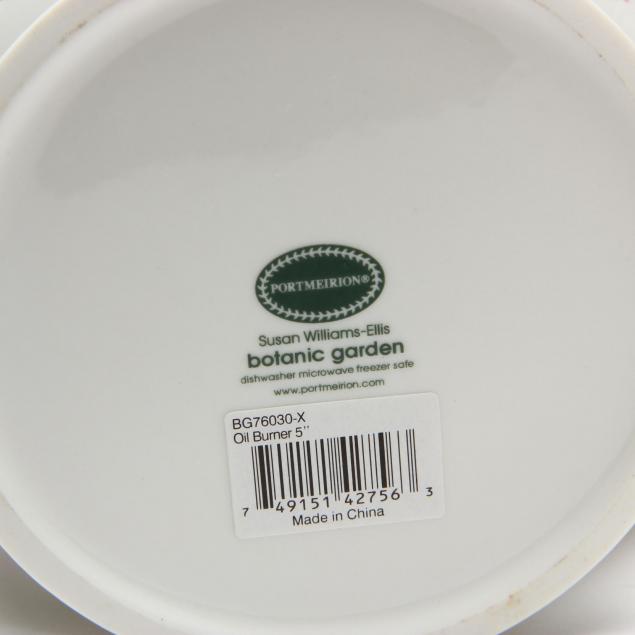 PORTMEIRION®
Susan Williams-Ellis
botanic garden
dishwasher microwave freezer safe
www.portmeirion.com
BG76030-X
Oil Burner 5''
7 49151 42756 3
Made in China